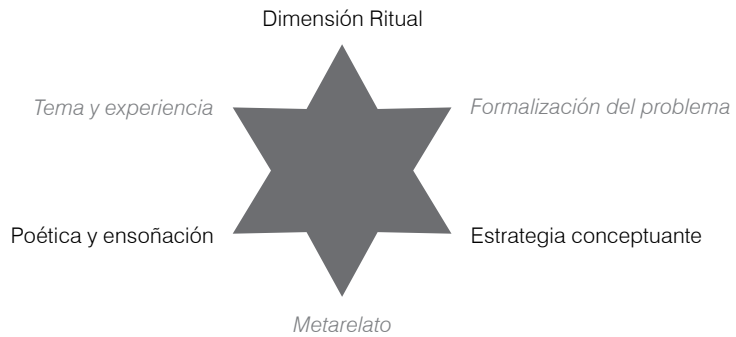 Dimensión Ritual
Tema y experiencia
Formalización del problema
Poética y ensoñación
Estrategia conceptuante
Metarelato